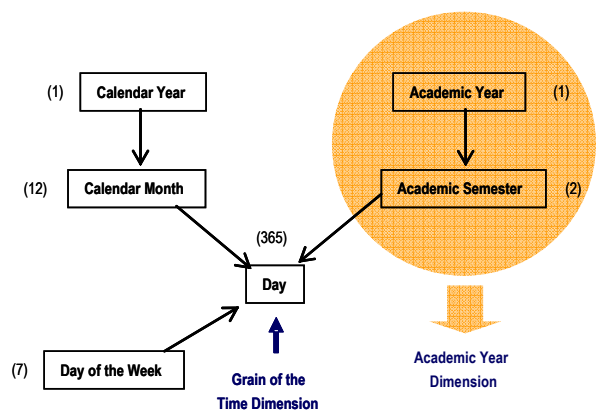 (1)
Calendar Year
Academic Year
(1)
(12)
Calendar Month
Academic Semester
(2)
(365)
Day
(7)
Day of the Week
Grain of the
Time Dimension
Academic Year
Dimension